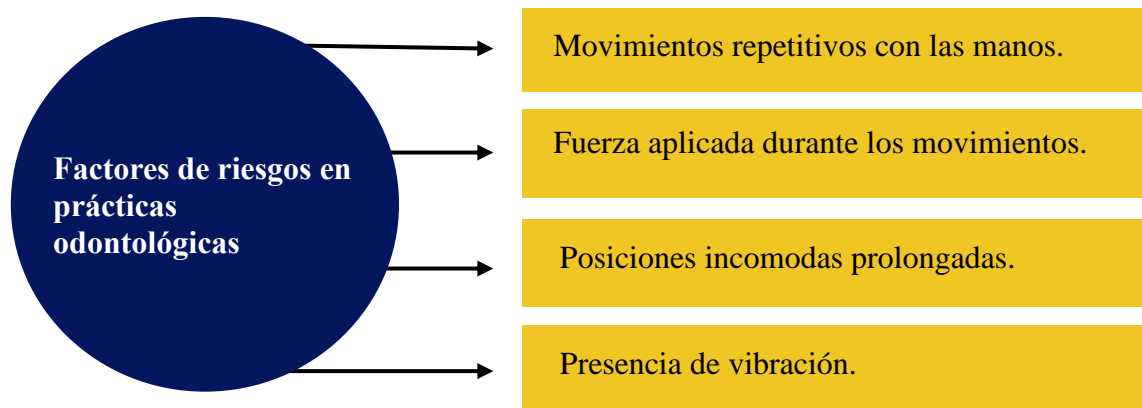 Factores de riesgos en
prácticas
odontológicas
Movimientos repetitivos con las manos.
Fuerza aplicada durante los movimientos.
Posiciones incomodas prolongadas.
Presencia de vibración.